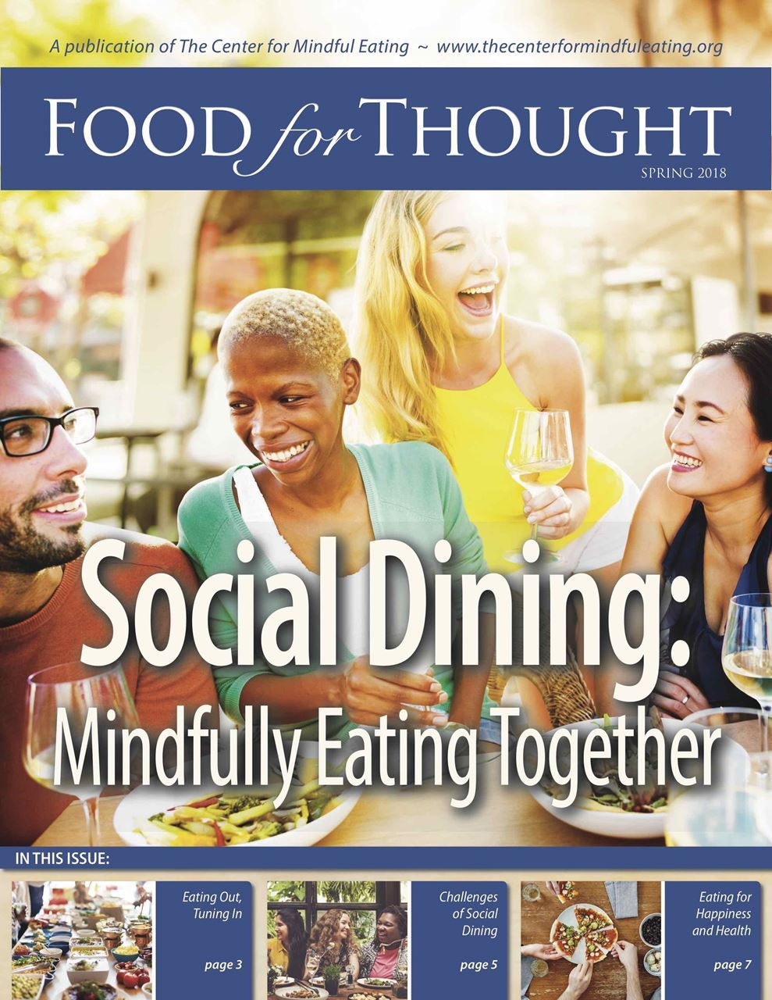 A publication of The Center for Mindful Eating ~ www.thecenterformindfuleating.org
FOOD for THOUGHT
SPRING 2018
Social Dining:
Mindfully Eating Together
IN THIS ISSUE:
Eating Out,
Tuning In
page 3
Challenges
of Social
Dining
page 5
Eating for
Happiness
and Health
page 7